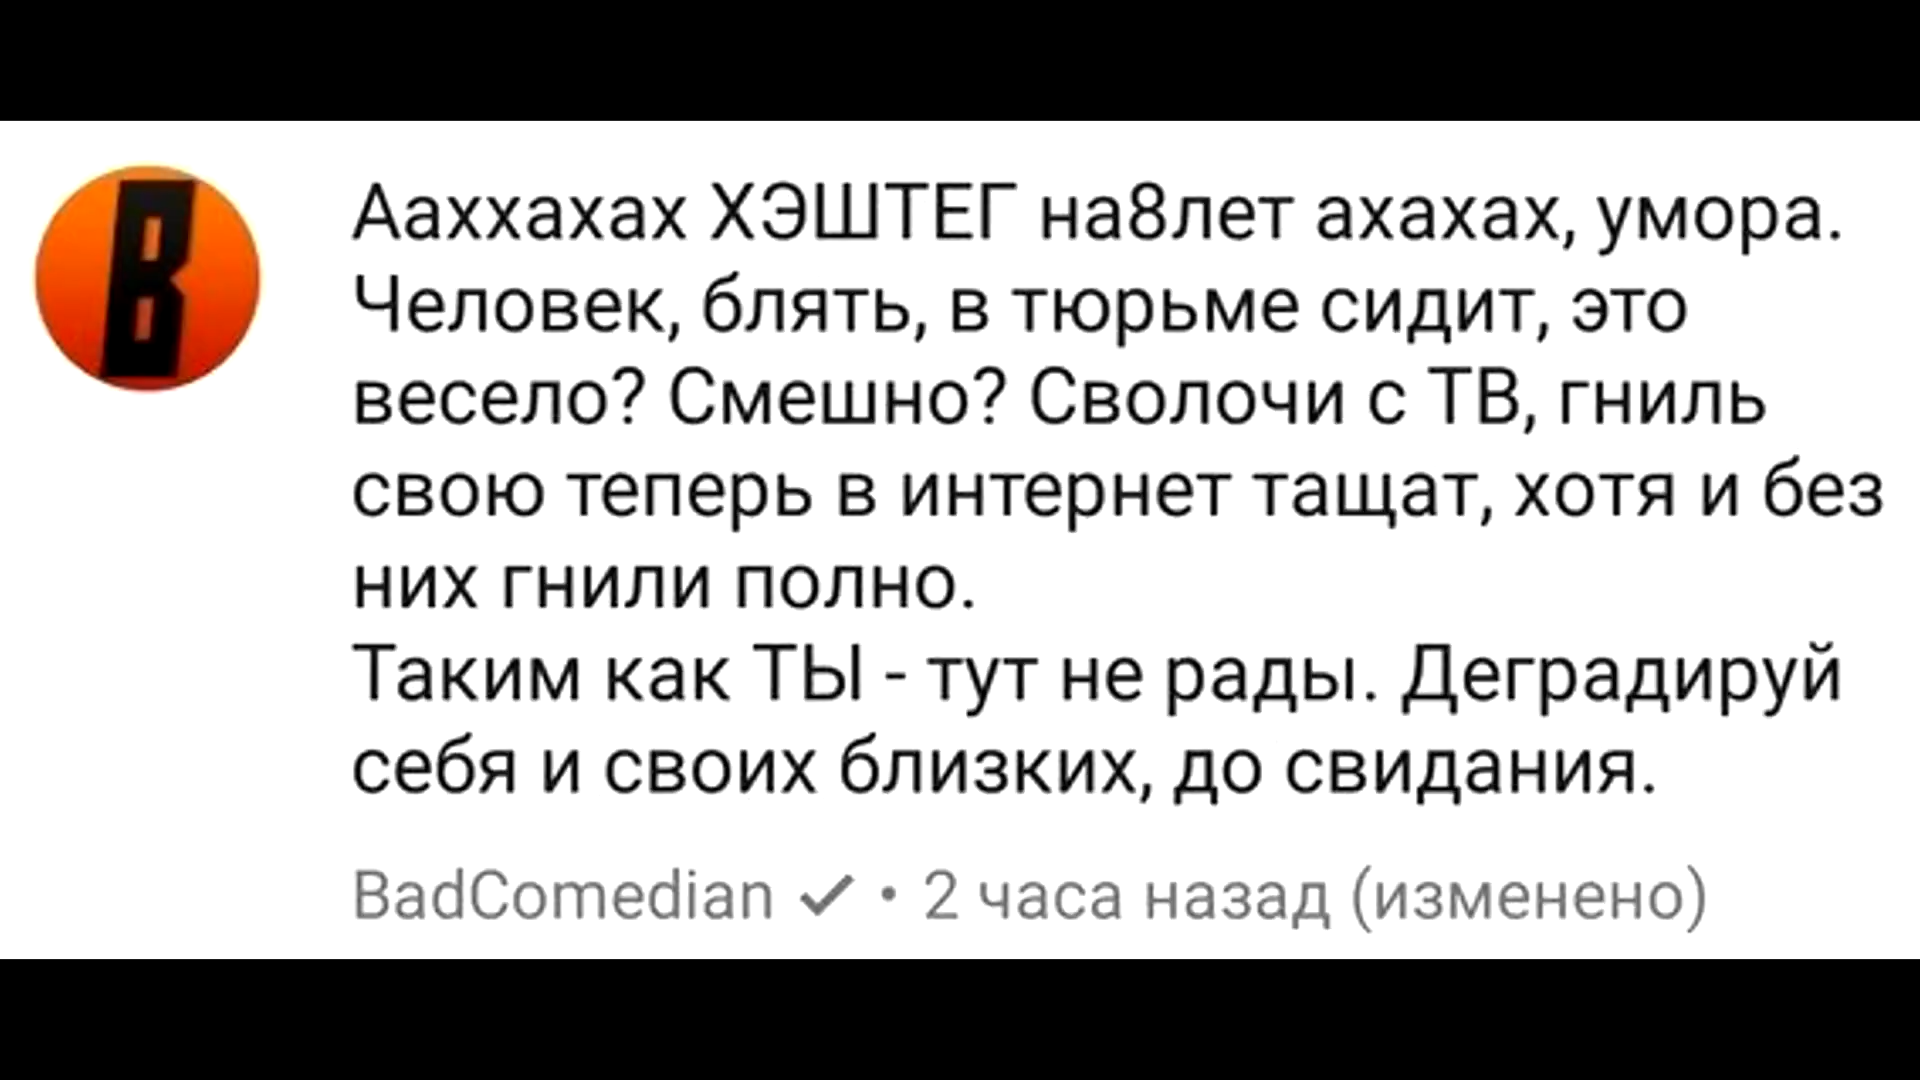 B
Ааххахах ХЭШТЕГ на8лет ахахах, умора.
Человек, блять, в тюрьме сидит, это
весело? Смешно? Сволочи с ТВ, гниль
свою теперь в интернет тащат, хотя и без
них гнили полно.
Таким как ТЫ - тут не рады. Деградируй
себя и своих близких, до свидания.
BadComedian ✓ • 2 часа назад (изменено)